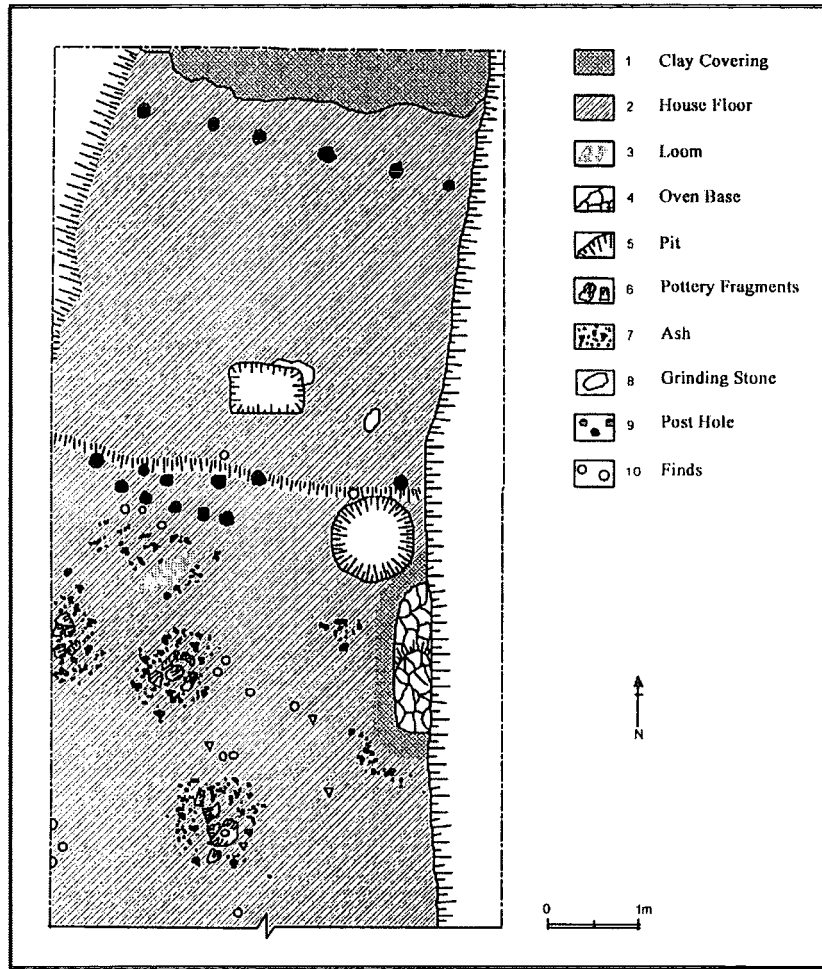 1 Clay Covering
2 House Floor
3 Loom
4 Oven Base
5 Pit
6 Pottery Fragments
7 Ash
8 Grinding Stone
9 Post Hole
10 Finds
N
0 1m